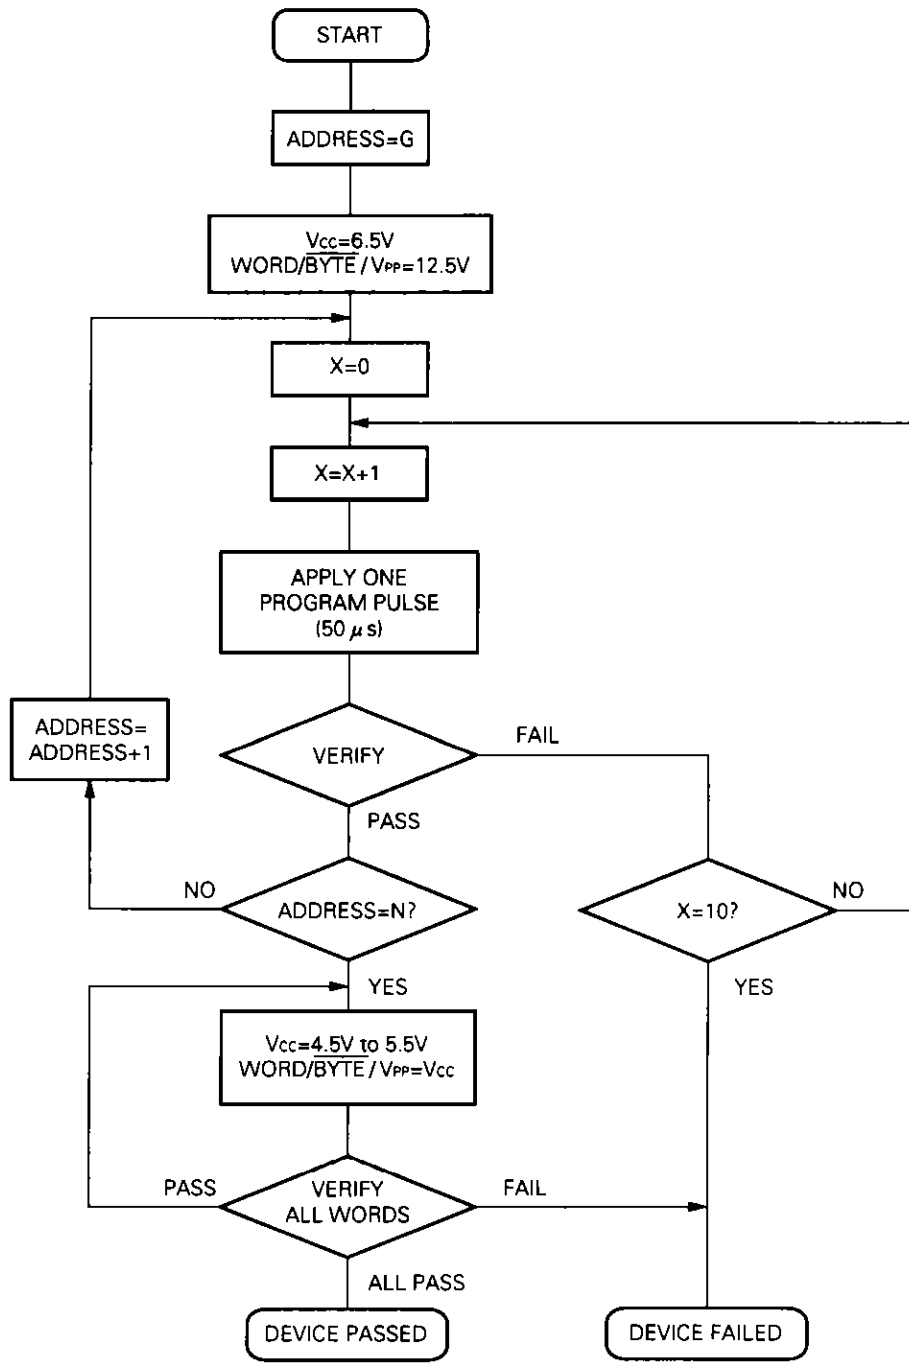 START
ADDRESS=G
Vcc=6.5V
WORD/BYTE/VPP=12.5V
X=0
X=X+1
APPLY ONE
PROGRAM PULSE
(50 μs)
ADDRESS=
ADDRESS+1
VERIFY
FAIL
PASS
NO
ADDRESS=N?
X=10?
NO
YES
YES
Vcc=4.5V to 5.5V
WORD/BYTE/VPP=Vcc
PASS
VERIFY
ALL WORDS
FAIL
ALL PASS
DEVICE PASSED
DEVICE FAILED